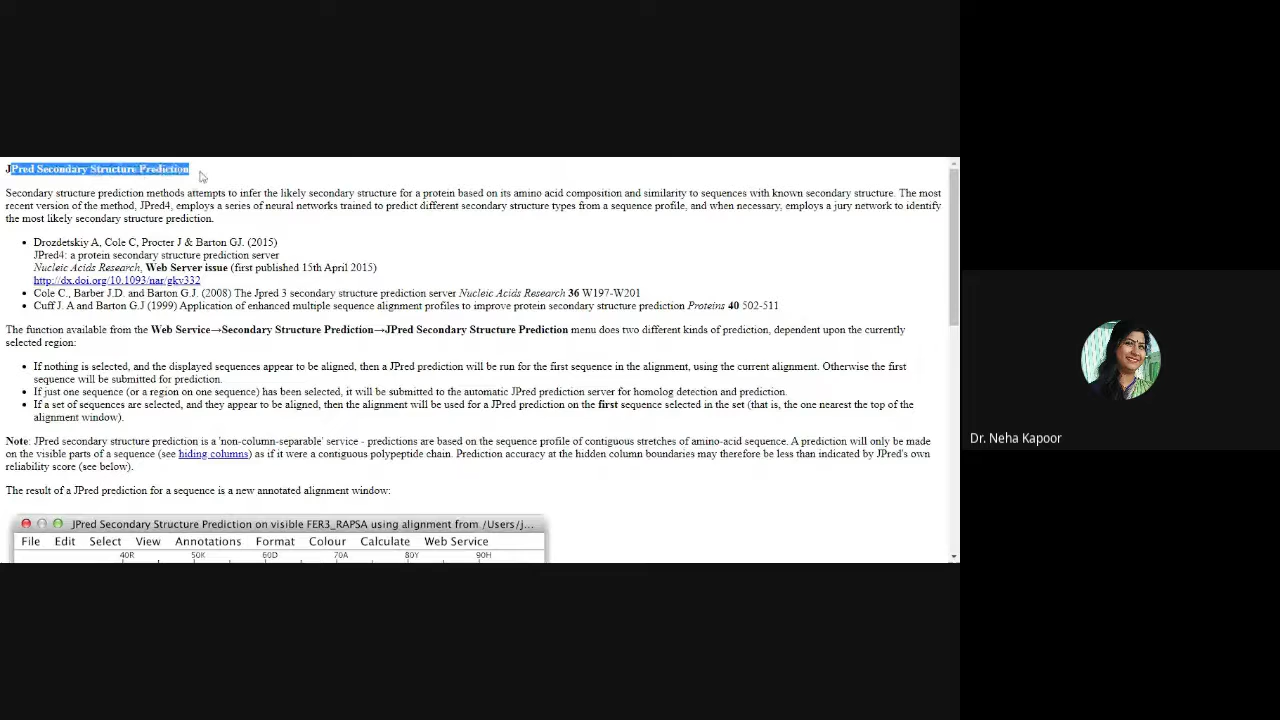 JPred Secondary Structure Prediction
Secondary structure prediction methods attempts to infer the likely secondary structure for a protein based on its amino acid composition and similarity to sequences with known secondary structure. The most
recent version of the method, JPred4, employs a series of neural networks trained to predict different secondary structure types from a sequence profile, and when necessary, employs a jury network to identify
the most likely secondary structure prediction.
• Drozdetskiy A, Cole C, Procter J & Barton GJ. (2015)
JPred4: a protein secondary structure prediction server
Nucleic Acids Research, Web Server issue (first published 15th April 2015)
http://dx.doi.org/10.1093/nar/gkv332
• Cole C., Barber J.D. and Barton G.J. (2008) The Jpred 3 secondary structure prediction server Nucleic Acids Research 36 W197-W201
• Cuff J. A and Barton G.J (1999) Application of enhanced multiple sequence alignment profiles to improve protein secondary structure prediction Proteins 40 502-511
The function available from the Web Service→Secondary Structure Prediction→JPred Secondary Structure Prediction menu does two different kinds of prediction, dependent upon the currently
selected region:
• If nothing is selected, and the displayed sequences appear to be aligned, then a JPred prediction will be run for the first sequence in the alignment, using the current alignment. Otherwise the first
sequence will be submitted for prediction.
• If just one sequence (or a region on one sequence) has been selected, it will be submitted to the automatic JPred prediction server for homolog detection and prediction.
• If a set of sequences are selected, and they appear to be aligned, then the alignment will be used for a JPred prediction on the first sequence selected in the set (that is, the one nearest the top of the
alignment window).
Note: JPred secondary structure prediction is a 'non-column-separable' service - predictions are based on the sequence profile of contiguous stretches of amino-acid sequence. A prediction will only be made
on the visible parts of a sequence (see hiding columns) as if it were a contiguous polypeptide chain. Prediction accuracy at the hidden column boundaries may therefore be less than indicated by JPred's own
reliability score (see below).
The result of a JPred prediction for a sequence is a new annotated alignment window:
JPred Secondary Structure Prediction on visible FER3_RAPSA using alignment from /Users/j...
File Edit Select View Annotations Format Colour Calculate Web Service
40R 50K 60D 70A 80Y 90H
Dr. Neha Kapoor